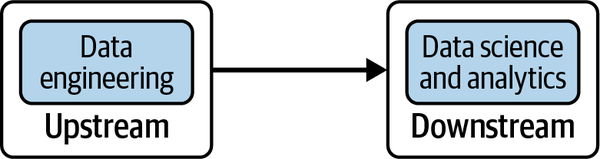 Data
engineering
Upstream
Data science
and analytics
Downstream